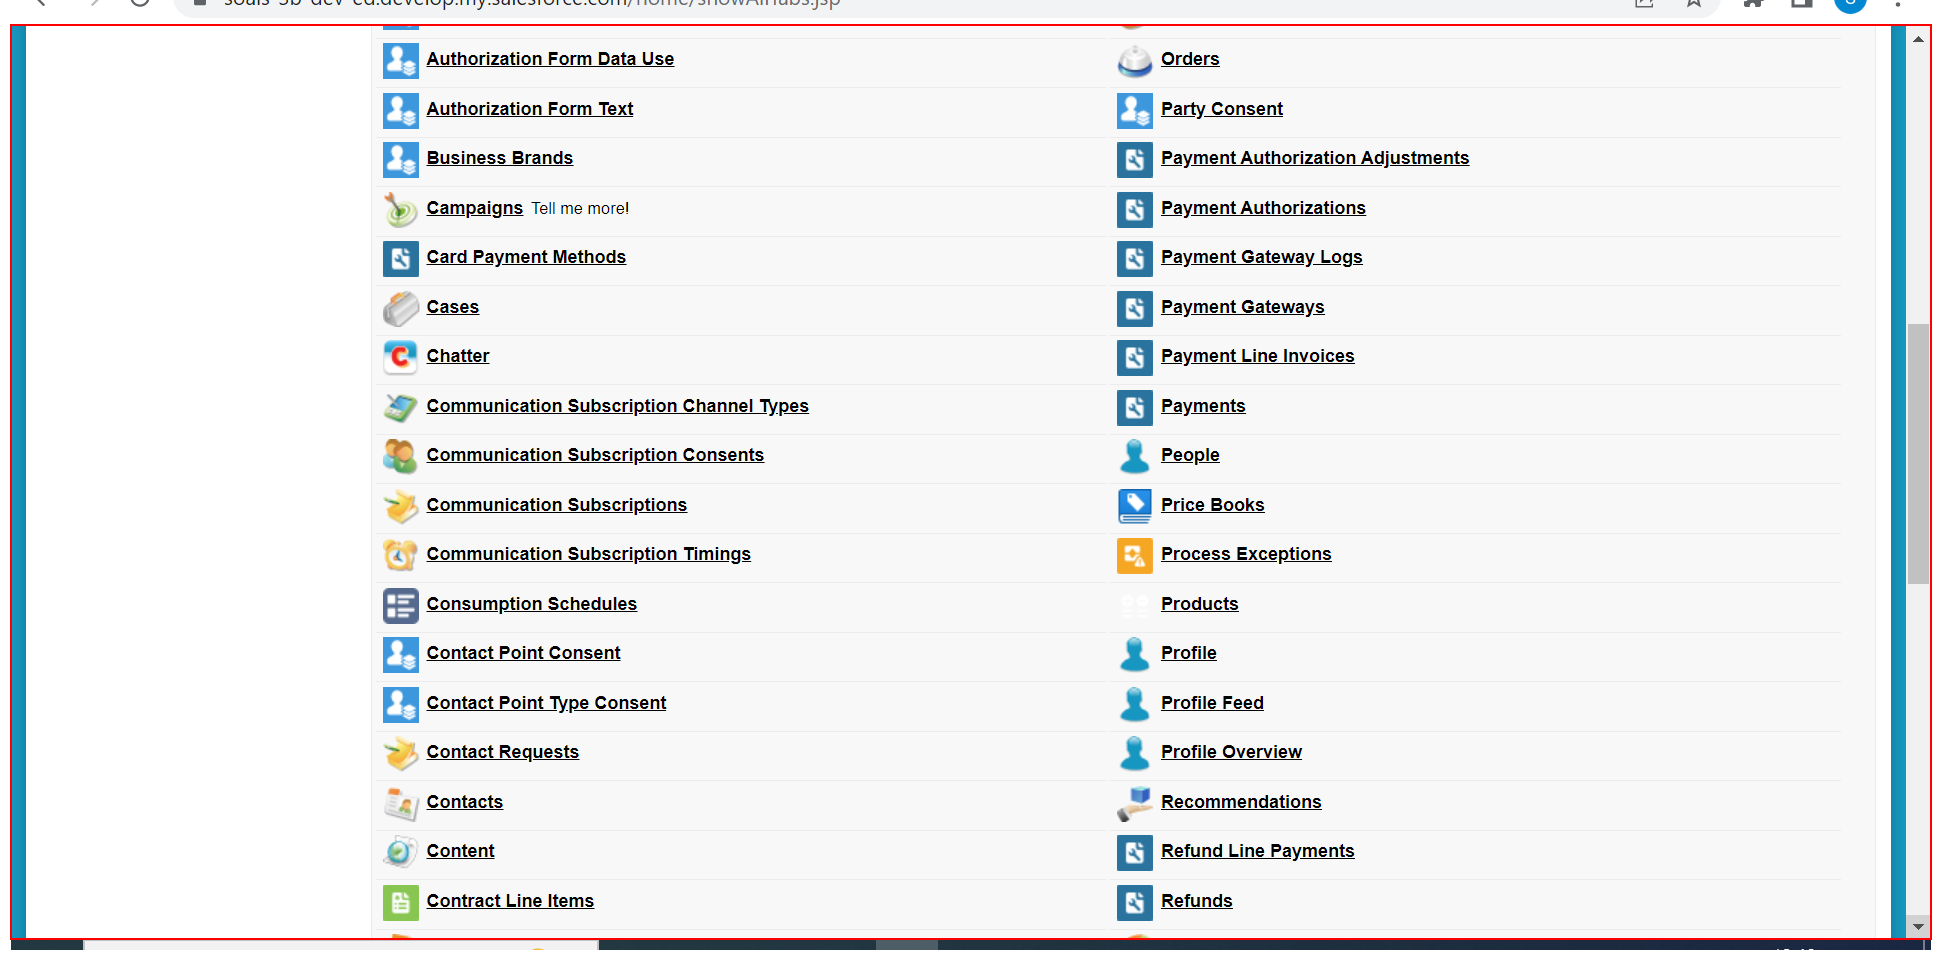 Authorization Form Data Use
Authorization Form Text
Business Brands
Campaigns Tell me more!
Card Payment Methods
Cases
Chatter
Communication Subscription Channel Types
Communication Subscription Consents
Communication Subscriptions
Communication Subscription Timings
Consumption Schedules
Contact Point Consent
Contact Point Type Consent
Contact Requests
Contacts
Content
Contract Line Items
Orders
Party Consent
Payment Authorization Adjustments
Payment Authorizations
Payment Gateway Logs
Payment Gateways
Payment Line Invoices
Payments
People
Price Books
Process Exceptions
Products
Profile
Profile Feed
Profile Overview
Recommendations
Refund Line Payments
Refunds